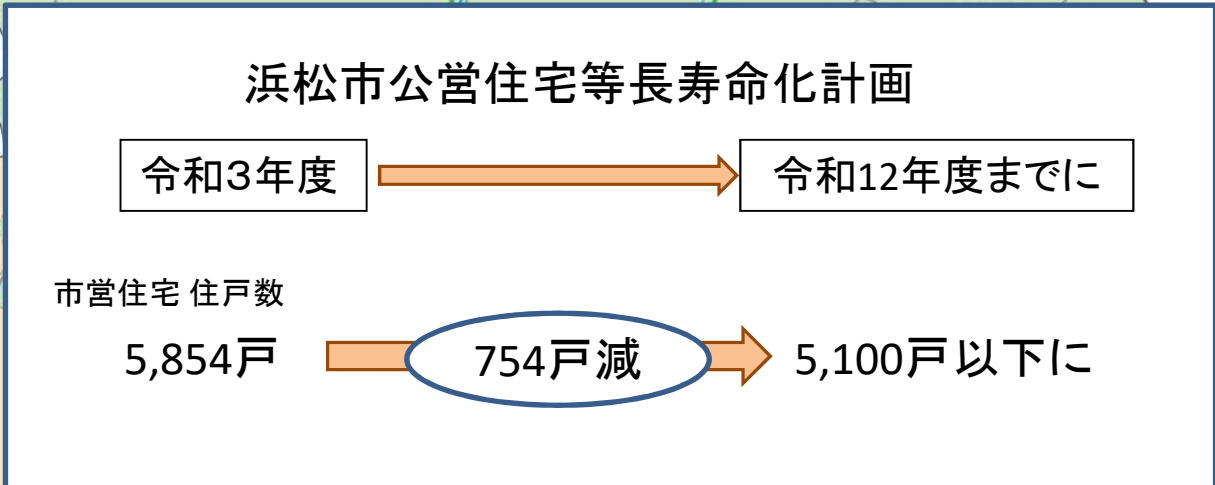 浜松市公営住宅等長寿命化計画
令和3年度 令和12年度までに
市営住宅 住戸数
5,854戸 754戸減 5,100戸以下に